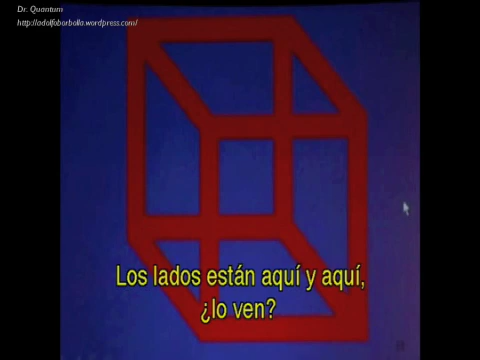 Dr. Quantum
http://adolfoborbolla.wordpress.com/
Los lados están aquí y aquí,
¿lo ven?